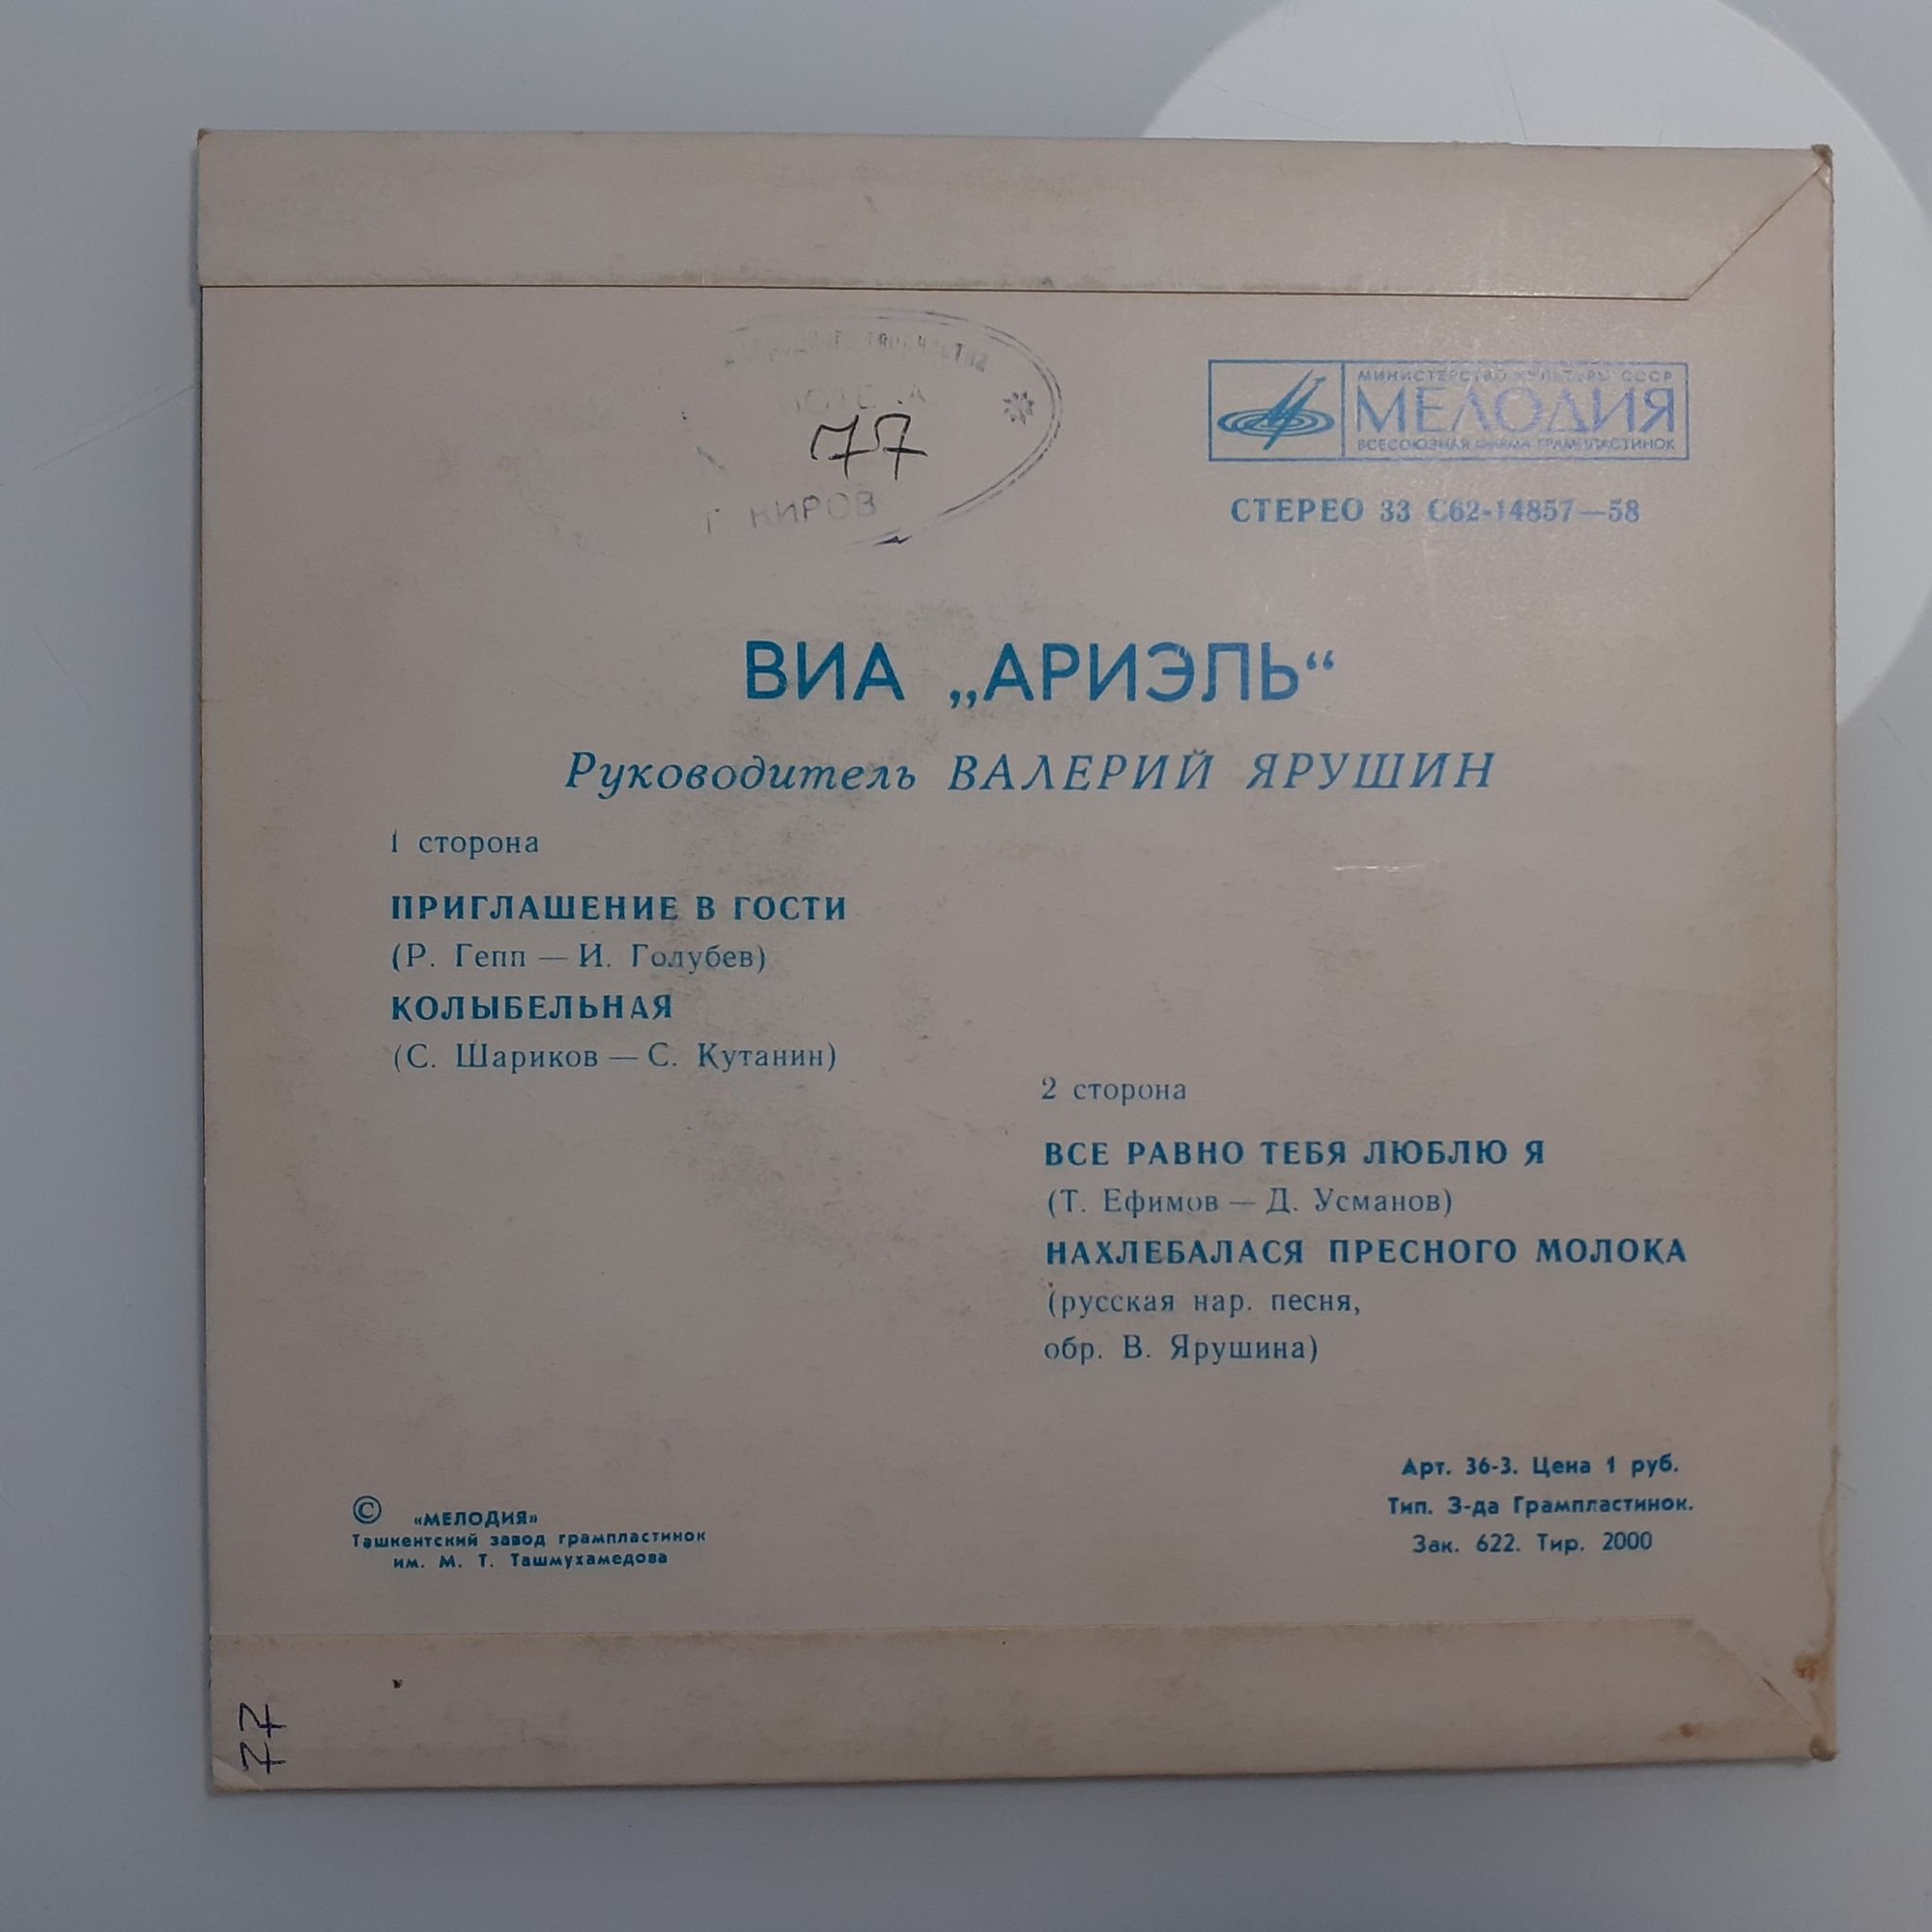 77
Г КИРОВ
МИНИСТЕРСТВО КУЛЬТУРЫ СССР
МЕЛОДИЯ
ВСЕСОЮЗНАЯ ФИРМА ГРАМПЛАСТИНОК
СТЕРЕО 33 С62-14857—58
ВИА „АРИЭЛЬ“
Руководитель ВАЛЕРИЙ ЯРУШИН
1 сторона
ПРИГЛАШЕНИЕ В ГОСТИ
(Р. Гепп — И. Голубев)
КОЛЫБЕЛЬНАЯ
(С. Шариков — С. Кутанин)
2 сторона
ВСЕ РАВНО ТЕБЯ ЛЮБЛЮ Я
(Т. Ефимов — Д. Усманов)
НАХЛЕБАЛАСЯ ПРЕСНОГО МОЛОКА
(русская нар. песня,
обр. В. Ярушина)
© «МЕЛОДИЯ»
Ташкентский завод грампластинок
им. М. Т. Ташмухамедова
Арт. 36-3. Цена 1 руб.
Тип. З-да Грампластинок.
Зак. 622. Тир. 2000
77